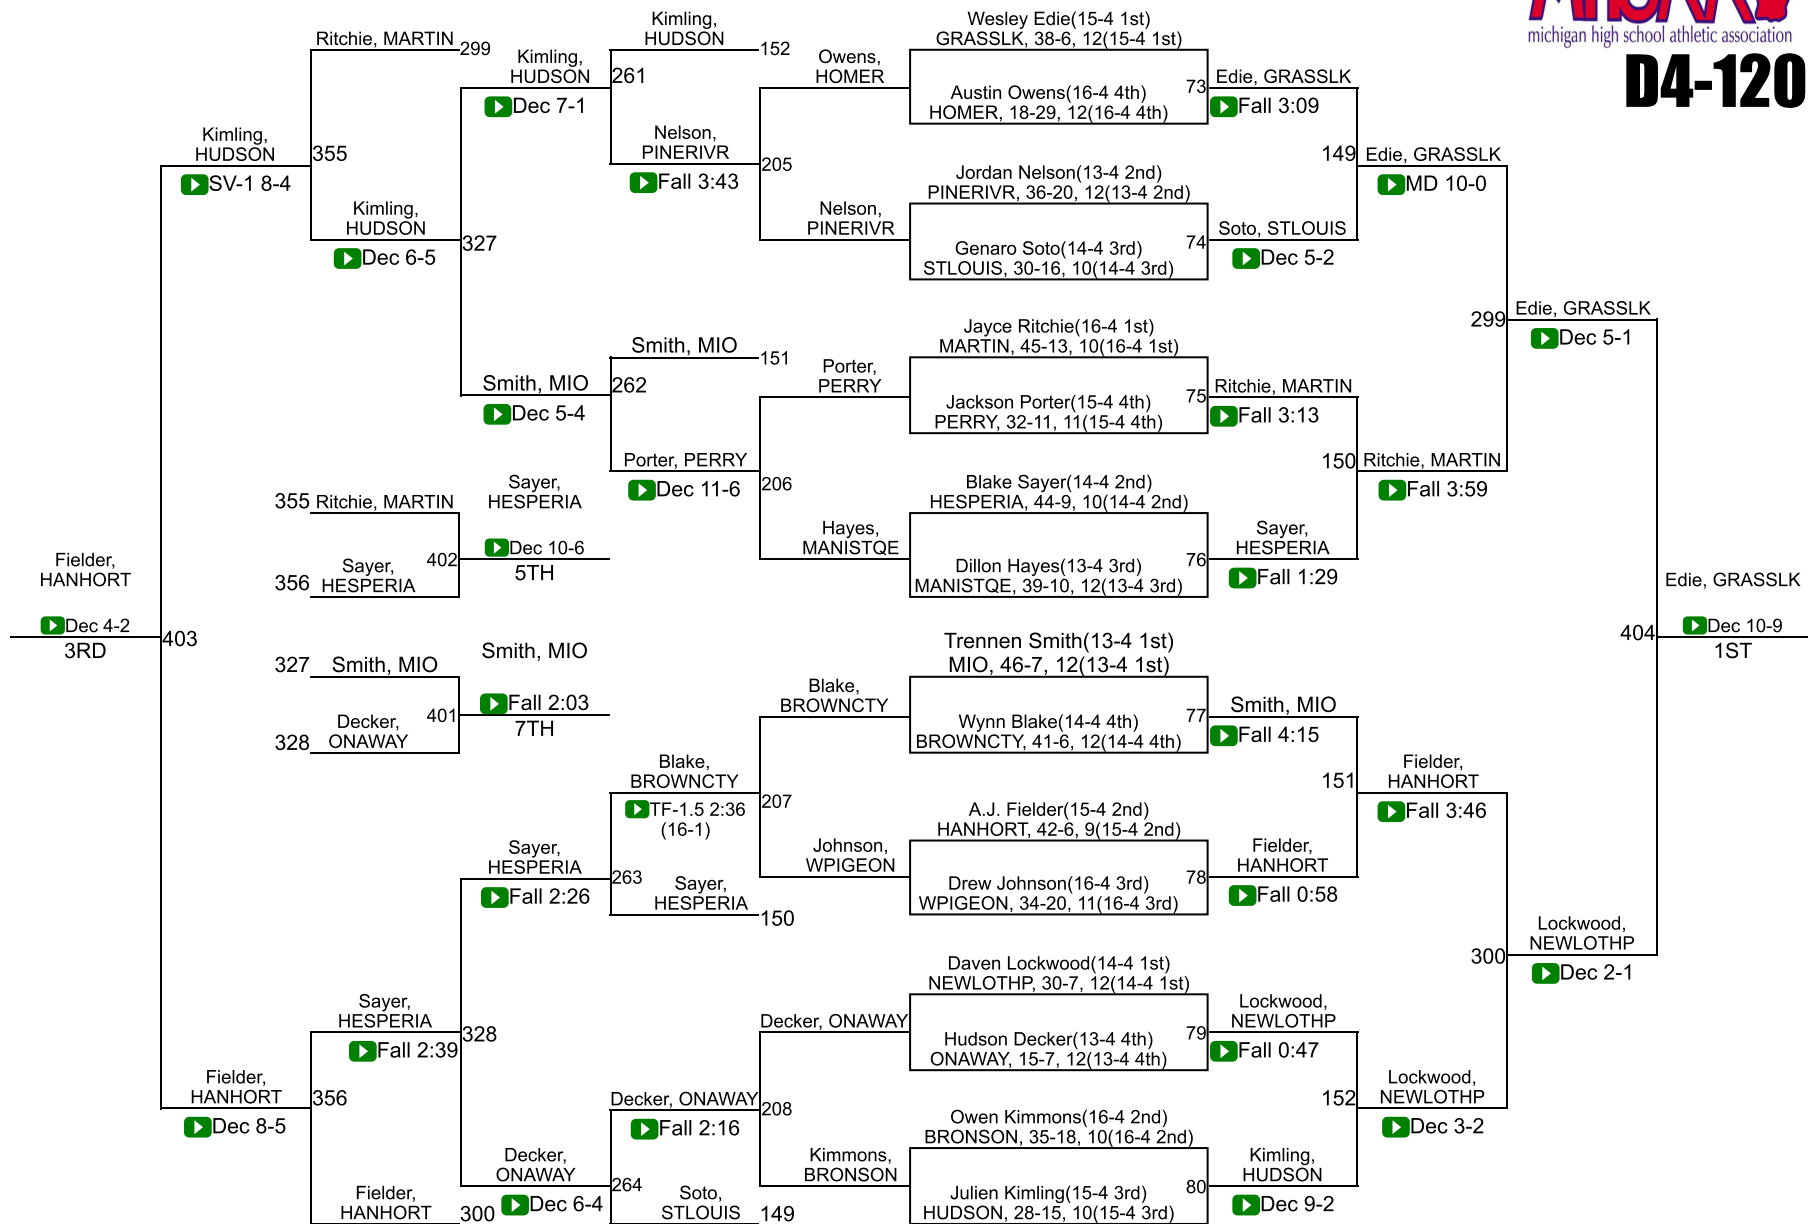 michigan high school athletic association
D4-120
Ritchie, MARTIN
299
Kimling,
HUDSON
Dec 7-1
Kimling,
HUDSON
152
261
Owens,
HOMER
Wesley Edie(15-4 1st)
GRASSLK, 38-6, 12(15-4 1st)
Austin Owens(16-4 4th)
HOMER, 18-29, 12(16-4 4th)
73
Edie, GRASSLK
Fall 3:09
Kimling,
HUDSON
SV-1 8-4
355
Nelson,
PINERIVR
Fall 3:43
205
Jordan Nelson(13-4 2nd)
PINERIVR, 36-20, 12(13-4 2nd)
149
Edie, GRASSLK
MD 10-0
Kimling,
HUDSON
Dec 6-5
327
Nelson,
PINERIVR
Genaro Soto(14-4 3rd)
STLOUIS, 30-16, 10(14-4 3rd)
74
Soto, STLOUIS
Dec 5-2
299
Edie, GRASSLK
Dec 5-1
Smith, MIO
151
Jayce Ritchie(16-4 1st)
MARTIN, 45-13, 10(16-4 1st)
Smith, MIO
Dec 5-4
262
Porter,
PERRY
Jackson Porter(15-4 4th)
PERRY, 32-11, 11(15-4 4th)
75
Ritchie, MARTIN
Fall 3:13
Porter, PERRY
Dec 11-6
206
150
Ritchie, MARTIN
Fall 3:59
355
Ritchie, MARTIN
Sayer,
HESPERIA
Blake Sayer(14-4 2nd)
HESPERIA, 44-9, 10(14-4 2nd)
402
Dec 10-6
5TH
356
Sayer,
HESPERIA
Hayes,
MANISTQE
Dillon Hayes(13-4 3rd)
MANISTQE, 39-10, 12(13-4 3rd)
76
Sayer,
HESPERIA
Fall 1:29
Fielder,
HANHORT
Dec 4-2
3RD
403
Edie, GRASSLK
404
Dec 10-9
1ST
327
Smith, MIO
Smith, MIO
401
Fall 2:03
7TH
328
Decker,
ONAWAY
Trennen Smith(13-4 1st)
MIO, 46-7, 12(13-4 1st)
Blake,
BROWNCTY
Wynn Blake(14-4 4th)
BROWNCTY, 41-6, 12(14-4 4th)
77
Smith, MIO
Fall 4:15
Blake,
BROWNCTY
TF-1.5 2:36
(16-1)
207
151
Fielder,
HANHORT
Fall 3:46
A.J. Fielder(15-4 2nd)
HANHORT, 42-6, 9(15-4 2nd)
Sayer,
HESPERIA
Fall 2:26
263
Sayer,
HESPERIA
150
Johnson,
WPIGEON
Drew Johnson(16-4 3rd)
WPIGEON, 34-20, 11(16-4 3rd)
78
Fielder,
HANHORT
Fall 0:58
300
Lockwood,
NEWLOTHP
Dec 2-1
Daven Lockwood(14-4 1st)
NEWLOTHP, 30-7, 12(14-4 1st)
Sayer,
HESPERIA
Fall 2:39
328
Decker, ONAWAY
Hudson Decker(13-4 4th)
ONAWAY, 15-7, 12(13-4 4th)
79
Lockwood,
NEWLOTHP
Fall 0:47
Fielder,
HANHORT
Dec 8-5
356
Decker, ONAWAY
Fall 2:16
208
152
Lockwood,
NEWLOTHP
Dec 3-2
Owen Kimmons(16-4 2nd)
BRONSON, 35-18, 10(16-4 2nd)
Decker,
ONAWAY
Dec 6-4
264
Kimmons,
BRONSON
Julien Kimling(15-4 3rd)
HUDSON, 28-15, 10(15-4 3rd)
80
Kimling,
HUDSON
Dec 9-2
Fielder,
HANHORT
300
Soto,
STLOUIS
149